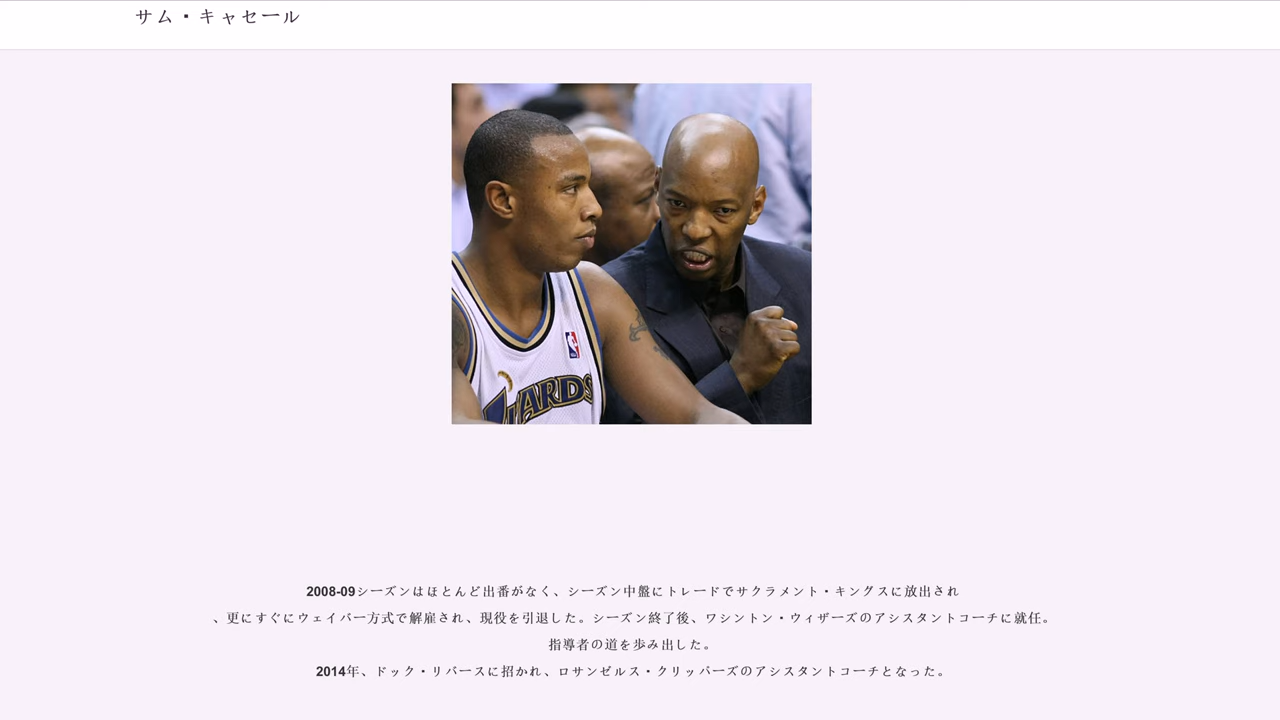 サム・キャセール
WIZARDS
2008-09シーズンはほとんど出番がなく、シーズン中盤にトレードでサクラメント・キングスに放出され
、更にすぐにウェイバー方式で解雇され、現役を引退した。シーズン終了後、ワシントン・ウィザーズのアシスタントコーチに就任。
指導者の道を歩み出した。
2014年、ドック・リバースに招かれ、ロサンゼルス・クリッパーズのアシスタントコーチとなった。